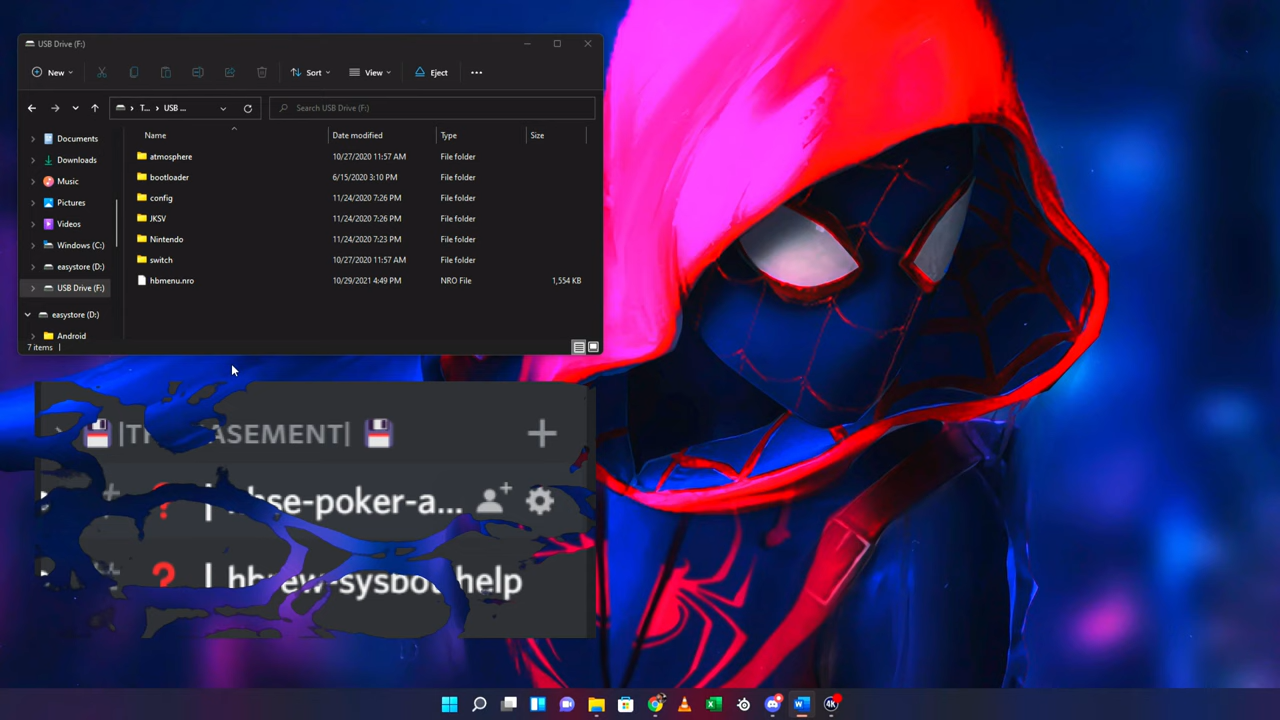 USB Drive (F:)
New Sort View Eject
T... USB ... Search USB Drive (F:)
Name Date modified Type Size
Documents
Downloads
Music
Pictures
Videos
Windows (C:)
easystore (D:)
USB Drive (F:)
easystore (D:)
Android
atmosphere 10/27/2020 11:57 AM File folder
bootloader 6/15/2020 3:10 PM File folder
config 11/24/2020 7:26 PM File folder
JKSV 11/24/2020 7:26 PM File folder
Nintendo 11/24/2020 7:23 PM File folder
switch 10/27/2020 11:57 AM File folder
hbmenu.nro 10/29/2021 4:49 PM NRO File 1,554 KB
7 items
-poker-a...
help
4K